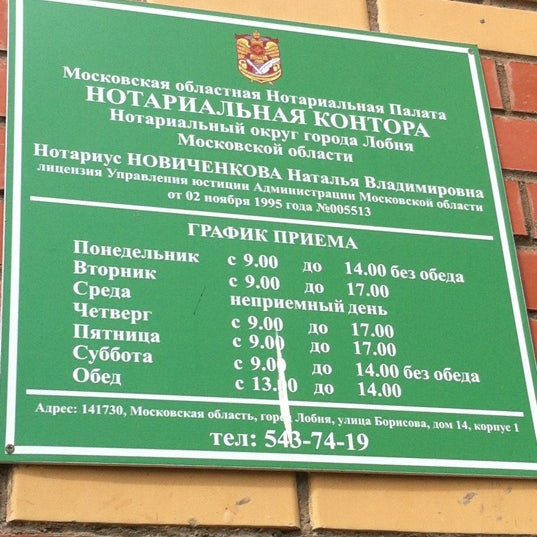 Московская областная Нотариальная Палата
НОТАРИАЛЬНАЯ КОНТОРА
Нотариальный округ города Лобня
Московской области
Нотариус НОВИЧЕНКОВА Наталья Владимировна
лицензия Управления юстиции Администрации Московской области
от 02 ноября 1995 года №005513
ГРАФИК ПРИЕМА
Понедельник с 9.00 до 14.00 без обеда
Вторник с 9.00 до 17.00
Среда неприемный день
Четверг с 9.00 до 17.00
Пятница с 9.00 до 17.00
Суббота с 9.00 до 14.00 без обеда
Обед с 13.00 до 14.00
Адрес: 141730, Московская область, город Лобня, улица Борисова, дом 14, корпус 1
тел: 543-74-19